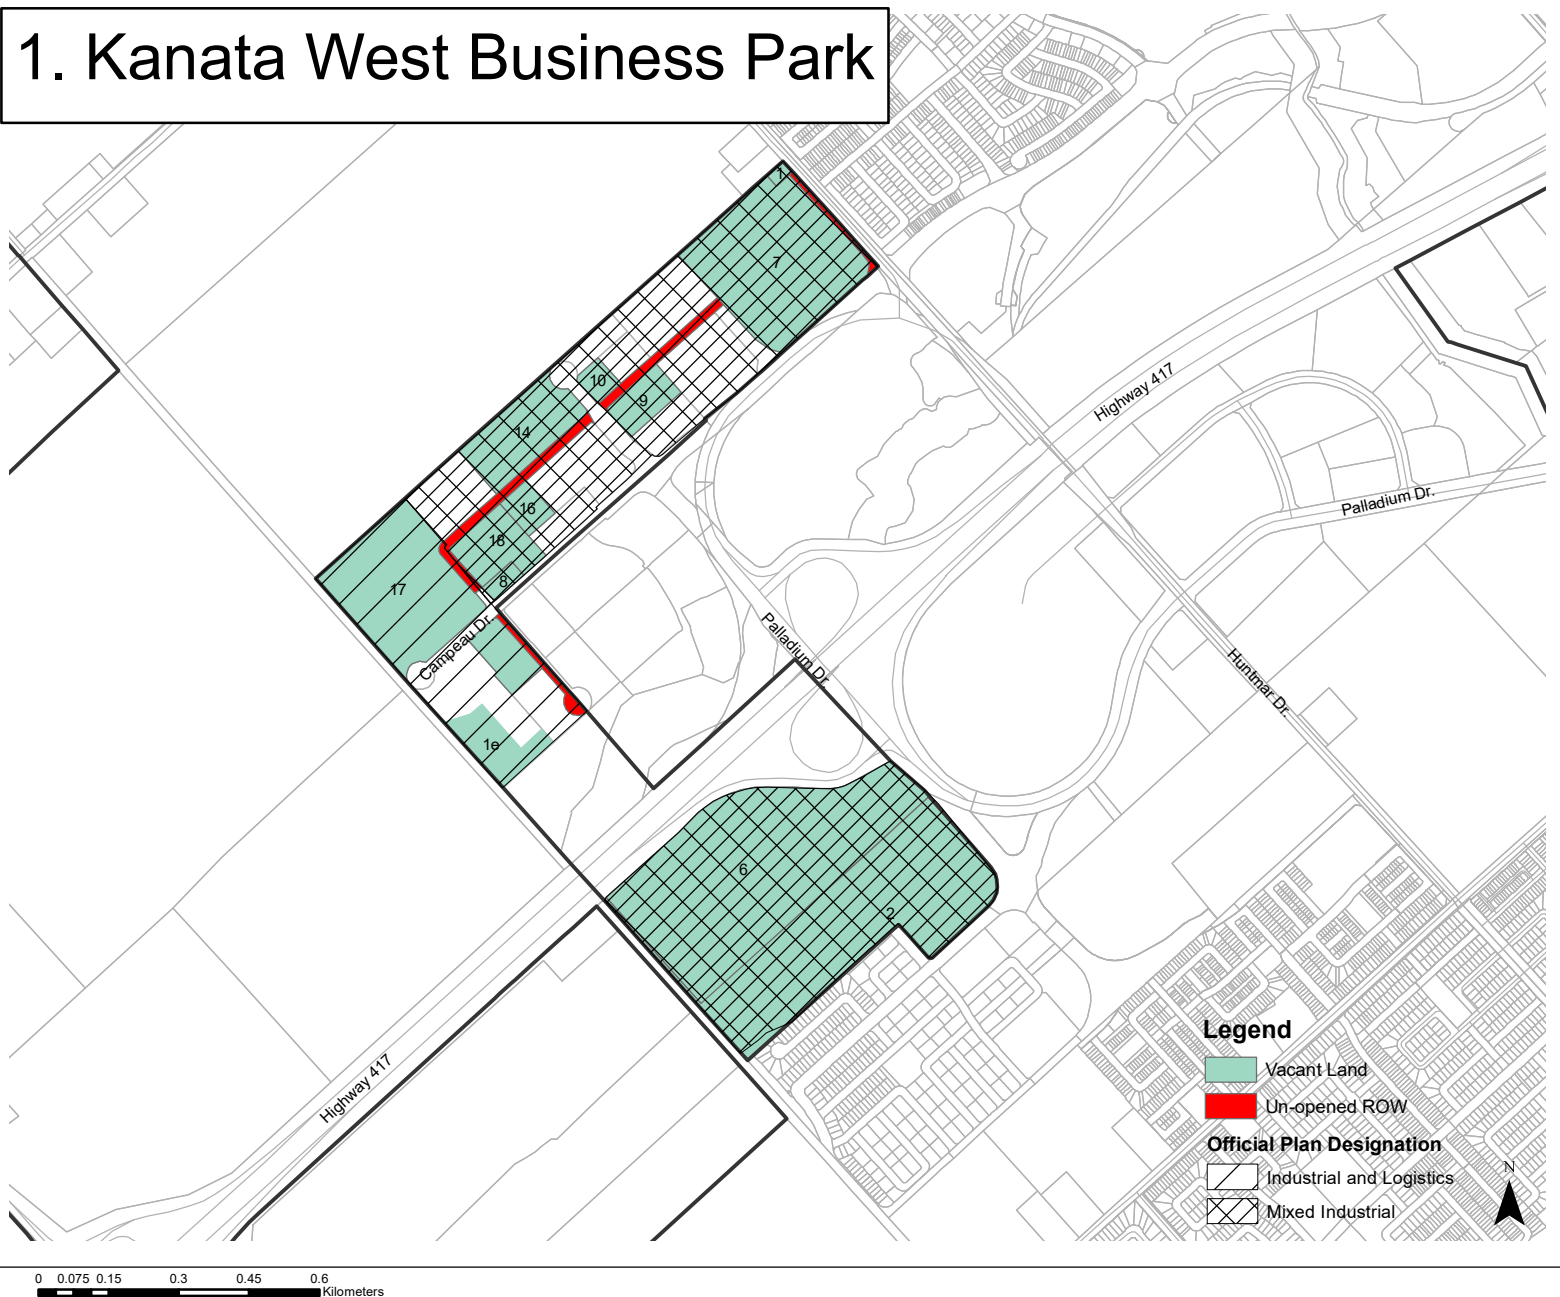 1. Kanata West Business Park
1
7
10
9
14
16
18
8
17
Campeau Dr.
1e
Highway 417
Palladium Dr.
Palladium Dr.
Huntmar Dr.
6
2
Highway 417
Legend
Vacant Land
Un-opened ROW
Official Plan Designation
Industrial and Logistics
Mixed Industrial
N
0 0.075 0.15 0.3 0.45 0.6
Kilometers